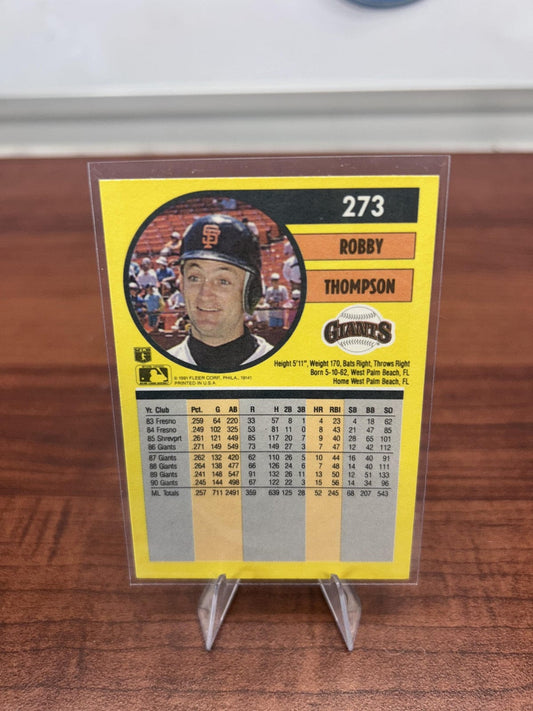 273
ROBBY
THOMPSON
SF
GIANTS
Height 5'11", Weight 170, Bats Right, Throws Right
Born 5-10-62, West Palm Beach, FL
Home West Palm Beach, FL
© 1991 FLEER CORP., PHILA., 19141
PRINTED IN U.S.A.
Yr. Club Pct. G AB R H 2B 3B HR RBI SB BB SO
83 Fresno .259 64 220 33 57 8 1 4 23 4 18 62
84 Fresno .249 102 325 53 81 11 0 8 43 21 47 85
85 Shrevprt .261 121 449 85 117 20 7 9 40 28 65 101
86 Giants .271 149 549 73 149 27 3 7 47 12 42 112
87 Giants .262 132 420 62 110 26 5 10 44 16 40 91
88 Giants .264 138 477 66 126 24 6 7 48 14 40 111
89 Giants .241 148 547 91 132 26 11 13 50 12 51 133
90 Giants .245 144 498 67 122 22 3 15 56 14 34 96
ML Totals .257 711 2491 359 639 125 28 52 245 68 207 543